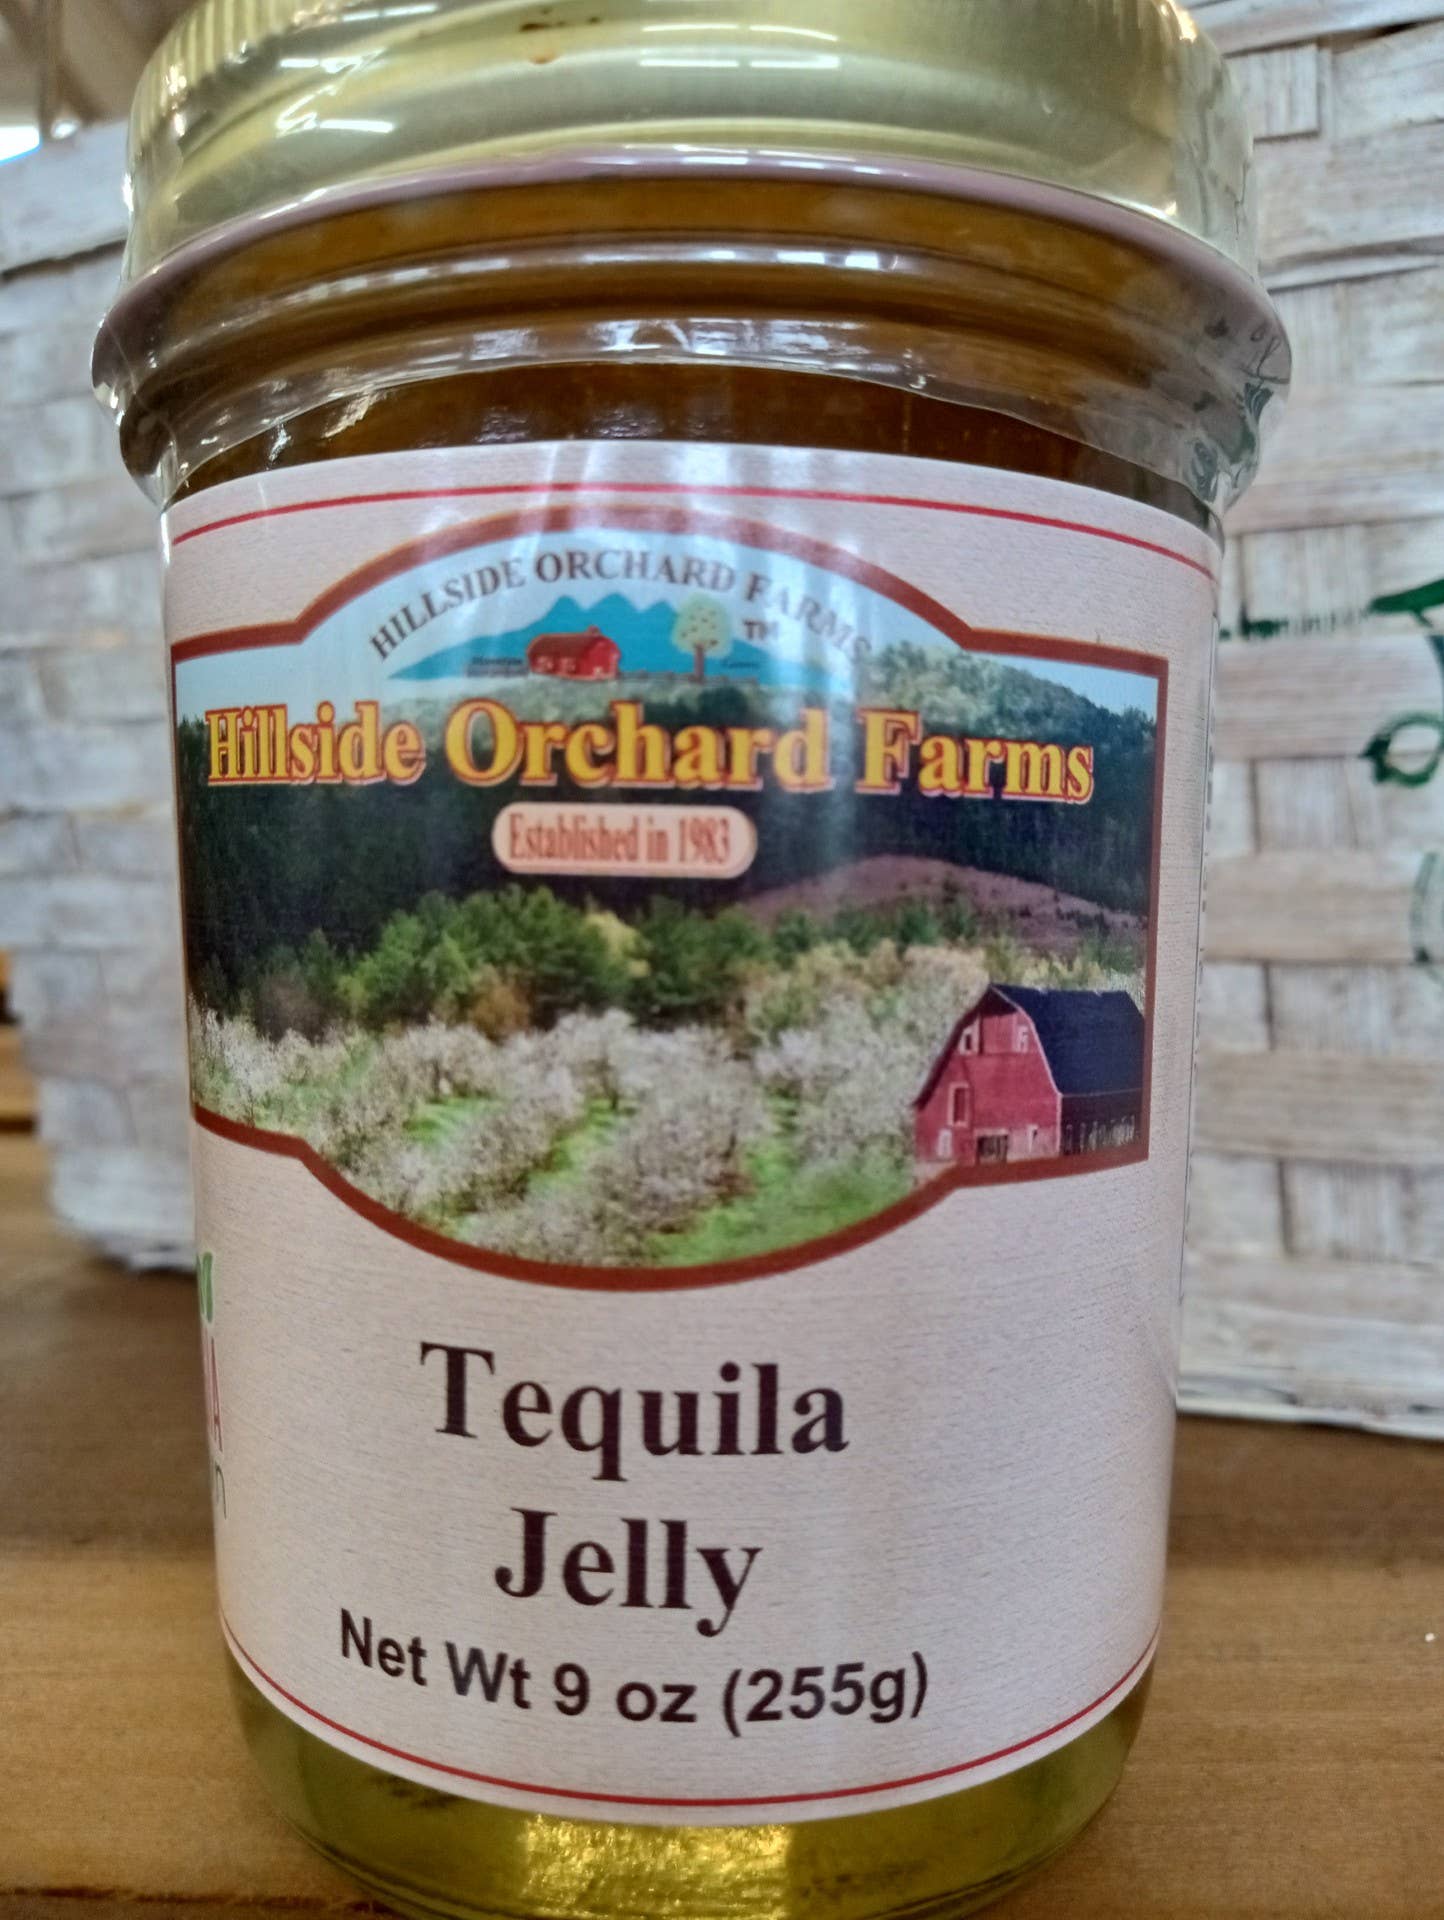 HILLSIDE ORCHARD FARMS
TM
Hillside Orchard Farms
Established in 1983
Tequila
Jelly
Net Wt 9 oz (255g)